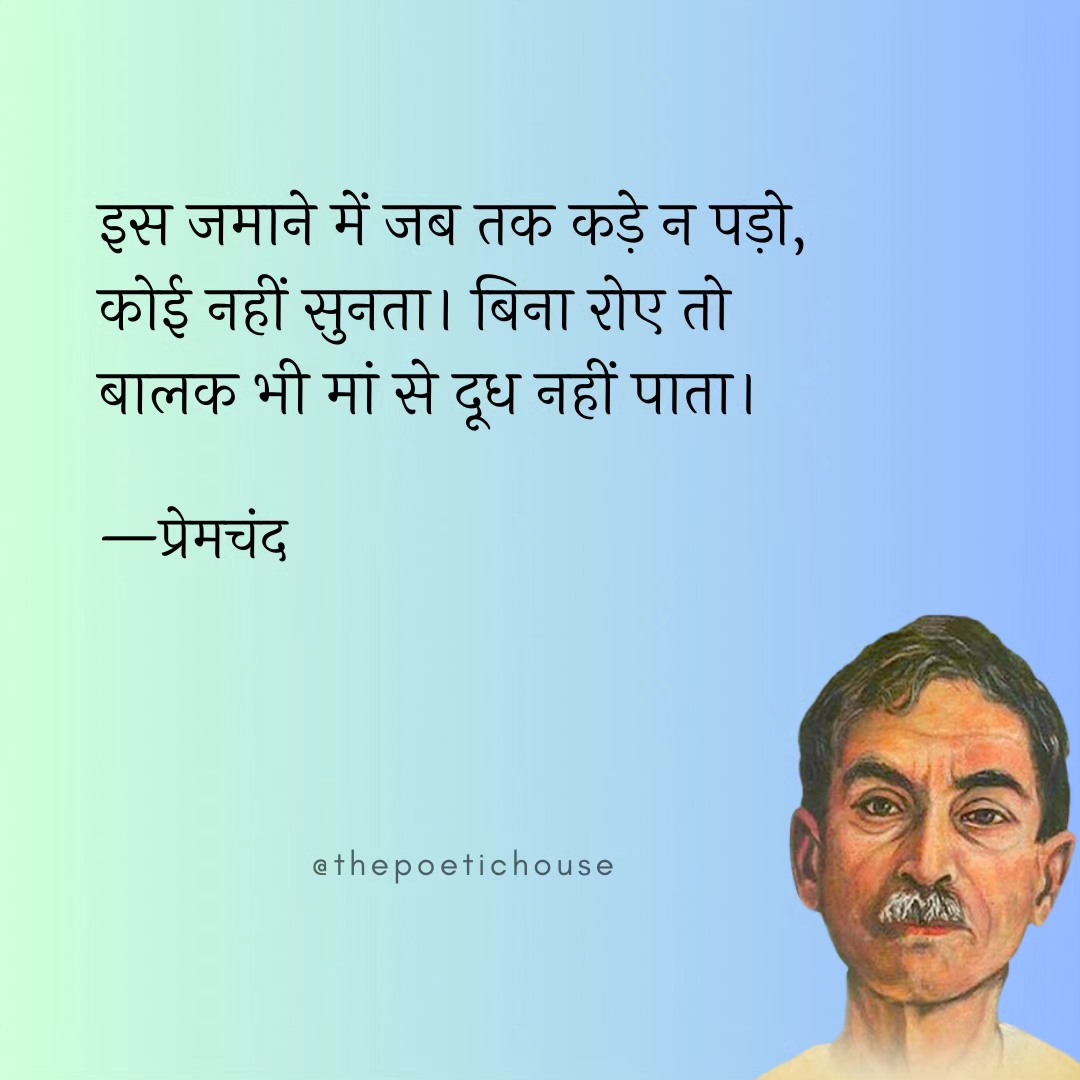 इस जमाने में जब तक कड़े न पड़ो,
कोई नहीं सुनता। बिना रोए तो
बालक भी मां से दूध नहीं पाता।
—प्रेमचंद
@thepoetichouse